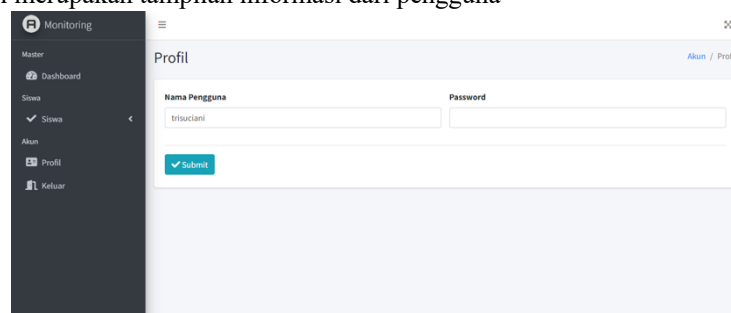 merupakan tampilan informasi dari pengguna
Monitoring
Master
Dashboard
Siswa
Siswa
Akun
Profil
Keluar
Profil
Akun /
Nama Pengguna
Password
trisuciani
Submit